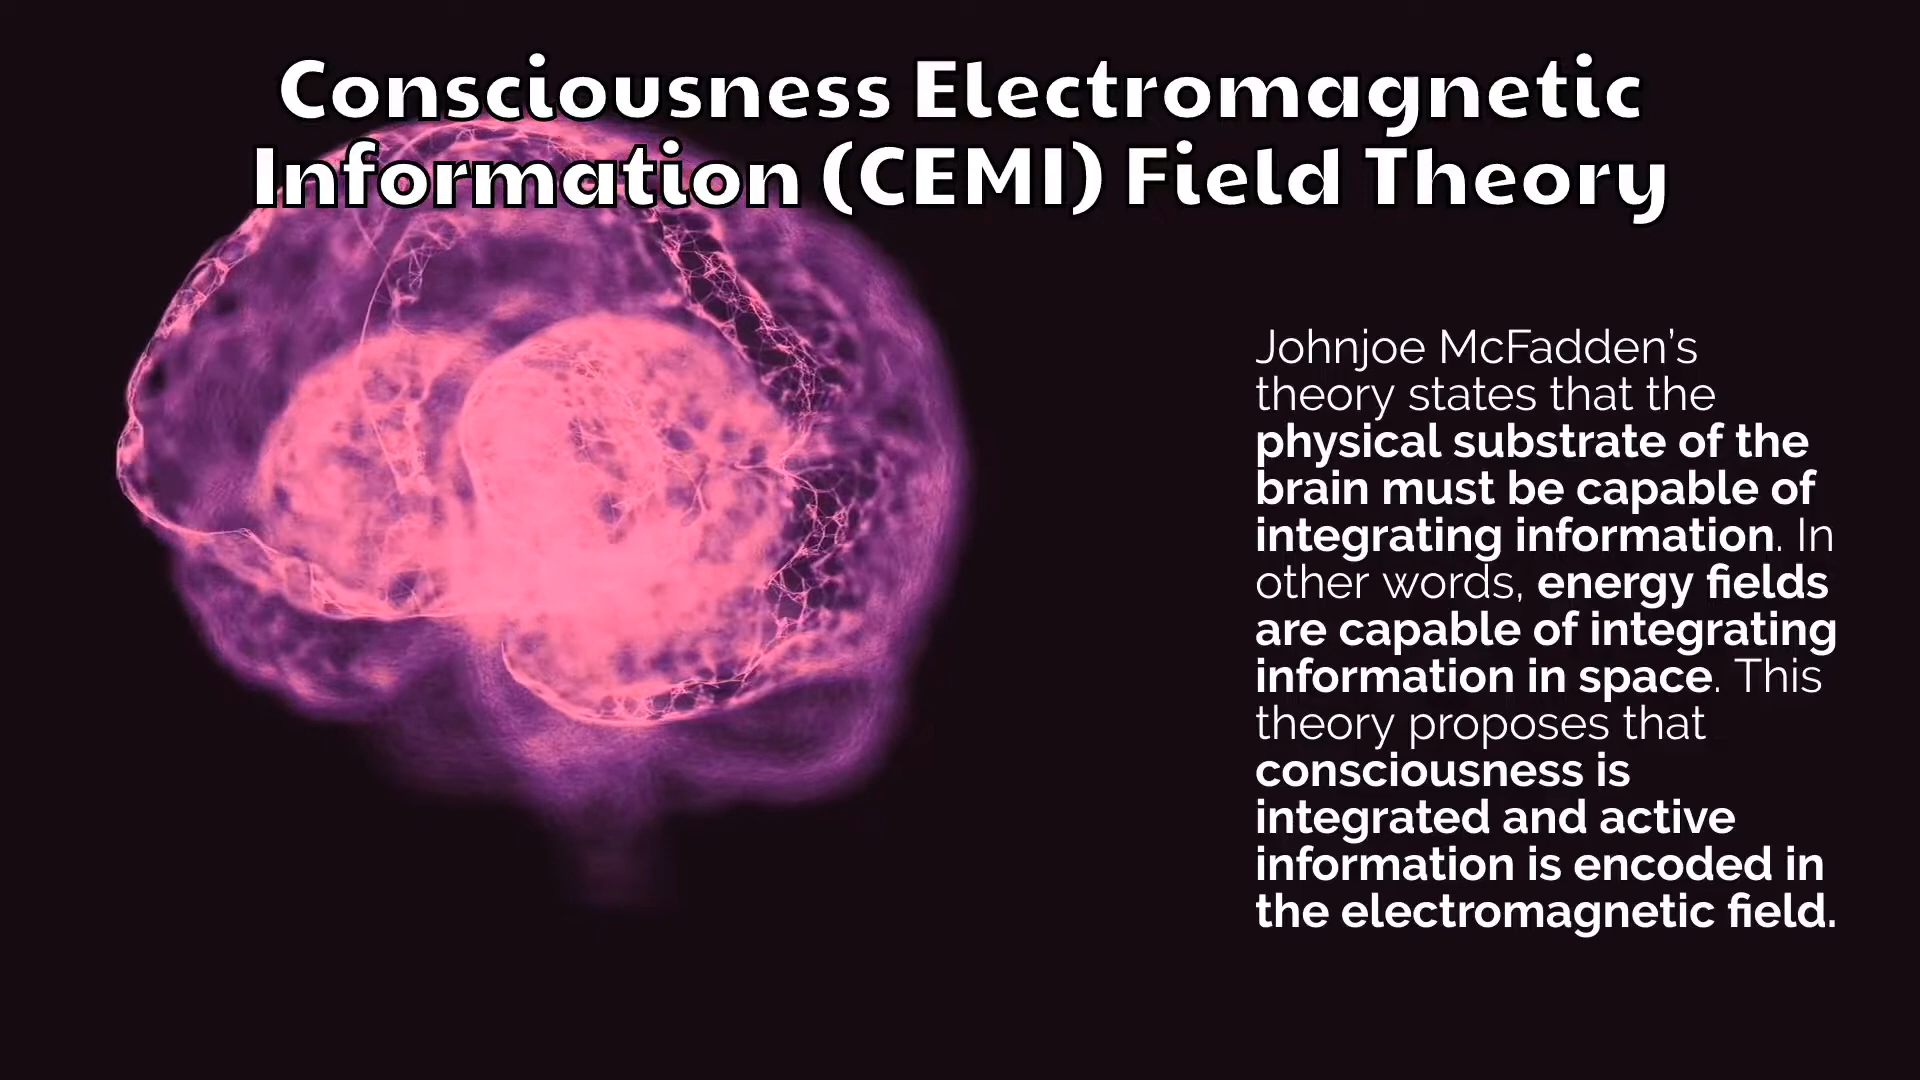 Consciousness Electromagnetic
Information (CEMI) Field Theory
Johnjoe McFadden's
theory states that the
physical substrate of the
brain must be capable of
integrating information. In
other words, energy fields
are capable of integrating
information in space. This
theory proposes that
consciousness is
integrated and active
information is encoded in
the electromagnetic field.